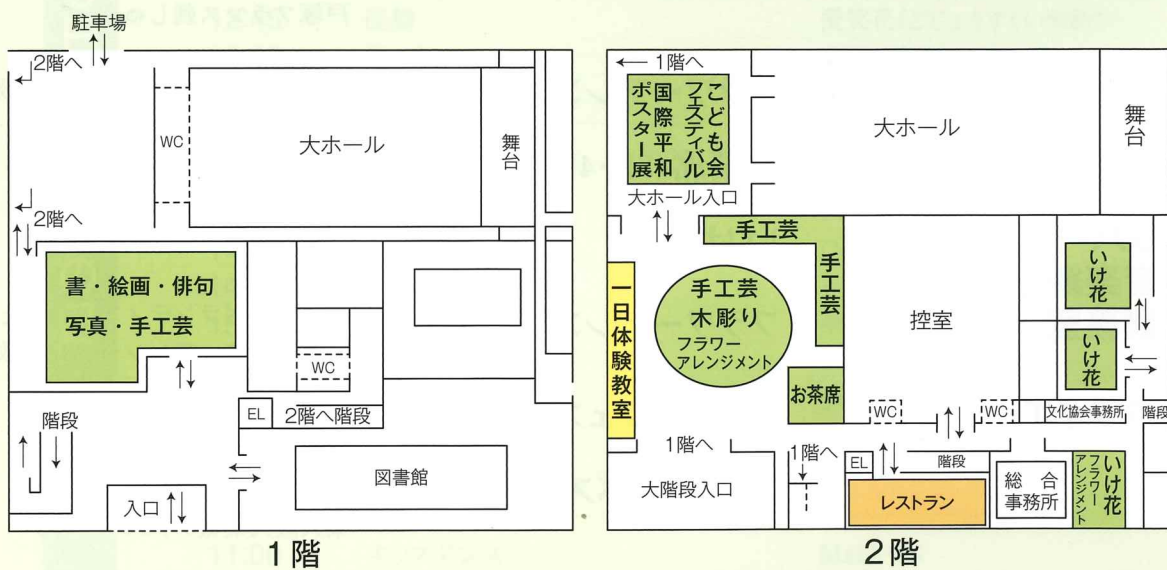 駐車場
2階へ
WC
大ホール
舞台
2階へ
書・絵画・俳句
写真・手工芸
WC
EL
2階へ階段
階段
図書館
入口
1階
1階へ
こども会
フェスティバル
国際平和
ポスター展
大ホール
舞台
大ホール入口
手工芸
手工芸
一日体験教室
手工芸
木彫り
フラワー
アレンジメント
控室
いけ花
いけ花
お茶席
WC
WC
文化協会事務所
階段
1階へ
1階へ
EL
階段
大階段入口
レストラン
総合
事務所
いけ花
フラワー
アレンジメント
2階